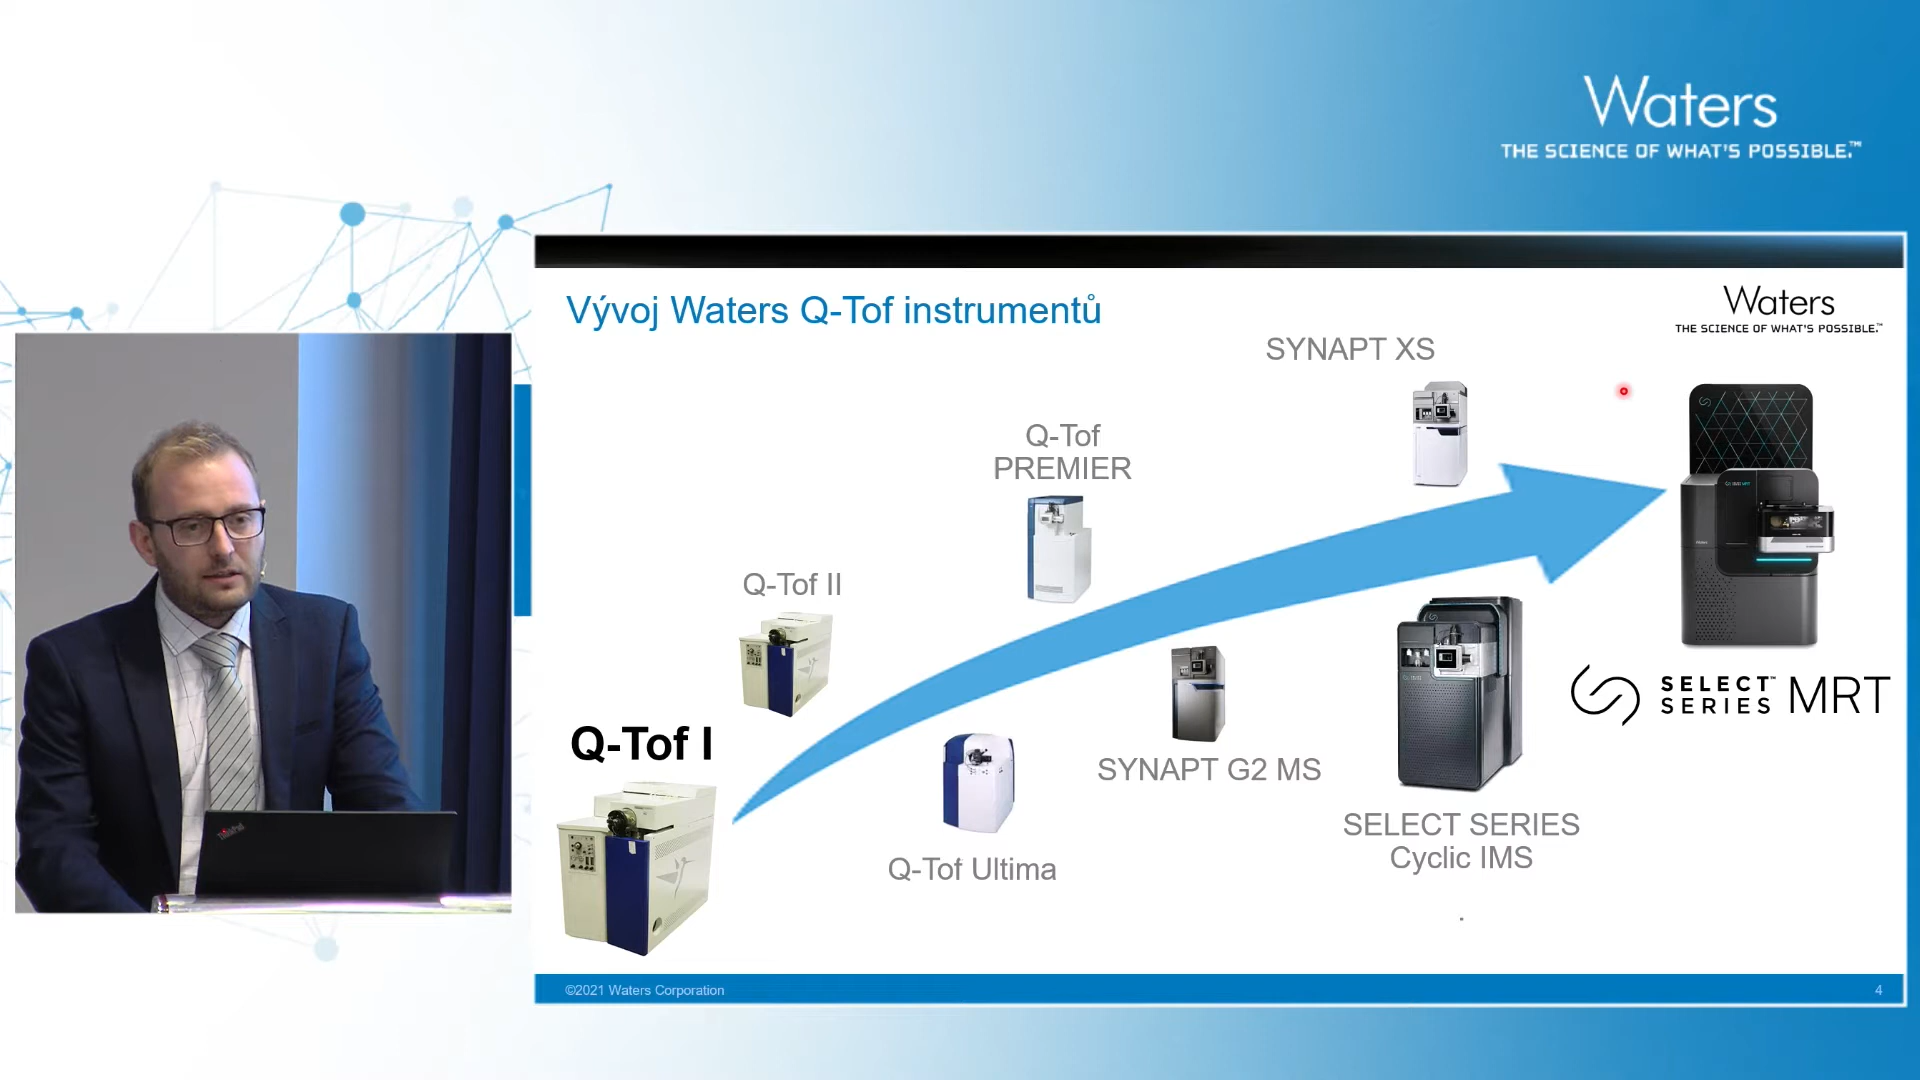 Waters
THE SCIENCE OF WHAT'S POSSIBLE.™
Vývoj Waters Q-Tof instrumentů
Waters
THE SCIENCE OF WHAT'S POSSIBLE.™
SYNAPT XS
Q-Tof
PREMIER
Q-Tof II
Q-Tof I
SELECT™
SERIES MRT
SYNAPT G2 MS
SELECT SERIES
Cyclic IMS
Q-Tof Ultima
ThinkPad
©2021 Waters Corporation
4